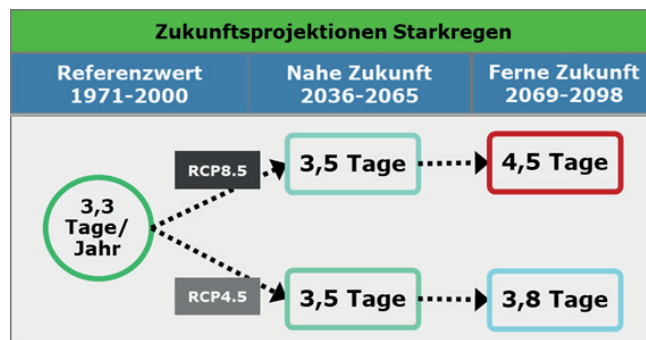 Zukunftsprojektionen Starkregen
Referenzwert
1971-2000
Nahe Zukunft
2036-2065
Ferne Zukunft
2069-2098
RCP8.5
3,5 Tage
4,5 Tage
3,3
Tage/
Jahr
RCP4.5
3,5 Tage
3,8 Tage